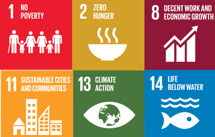 1 NO
POVERTY
2 ZERO
HUNGER
8 DECENT WORK AND
ECONOMIC GROWTH
11 SUSTAINABLE CITIES
AND COMMUNITIES
13 CLIMATE
ACTION
14 LIFE
BELOW WATER